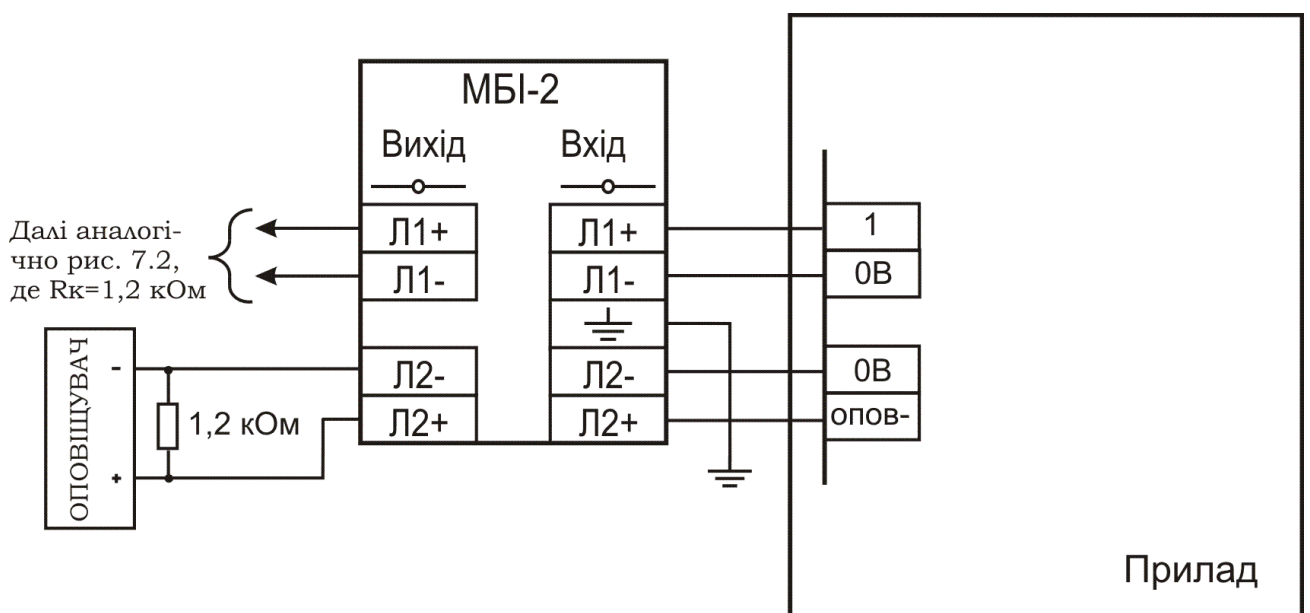 МБІ-2
Вихід
Вхід
Далі аналогі-
чно рис. 7.2,
де Rк=1,2 кОм
Л1+
Л1-
Л2-
Л2+
Л1+
Л1-
Л2-
Л2+
1
0В
0В
опов-
ОПОВІЩУВАЧ
-
+
1,2 кОм
Прилад